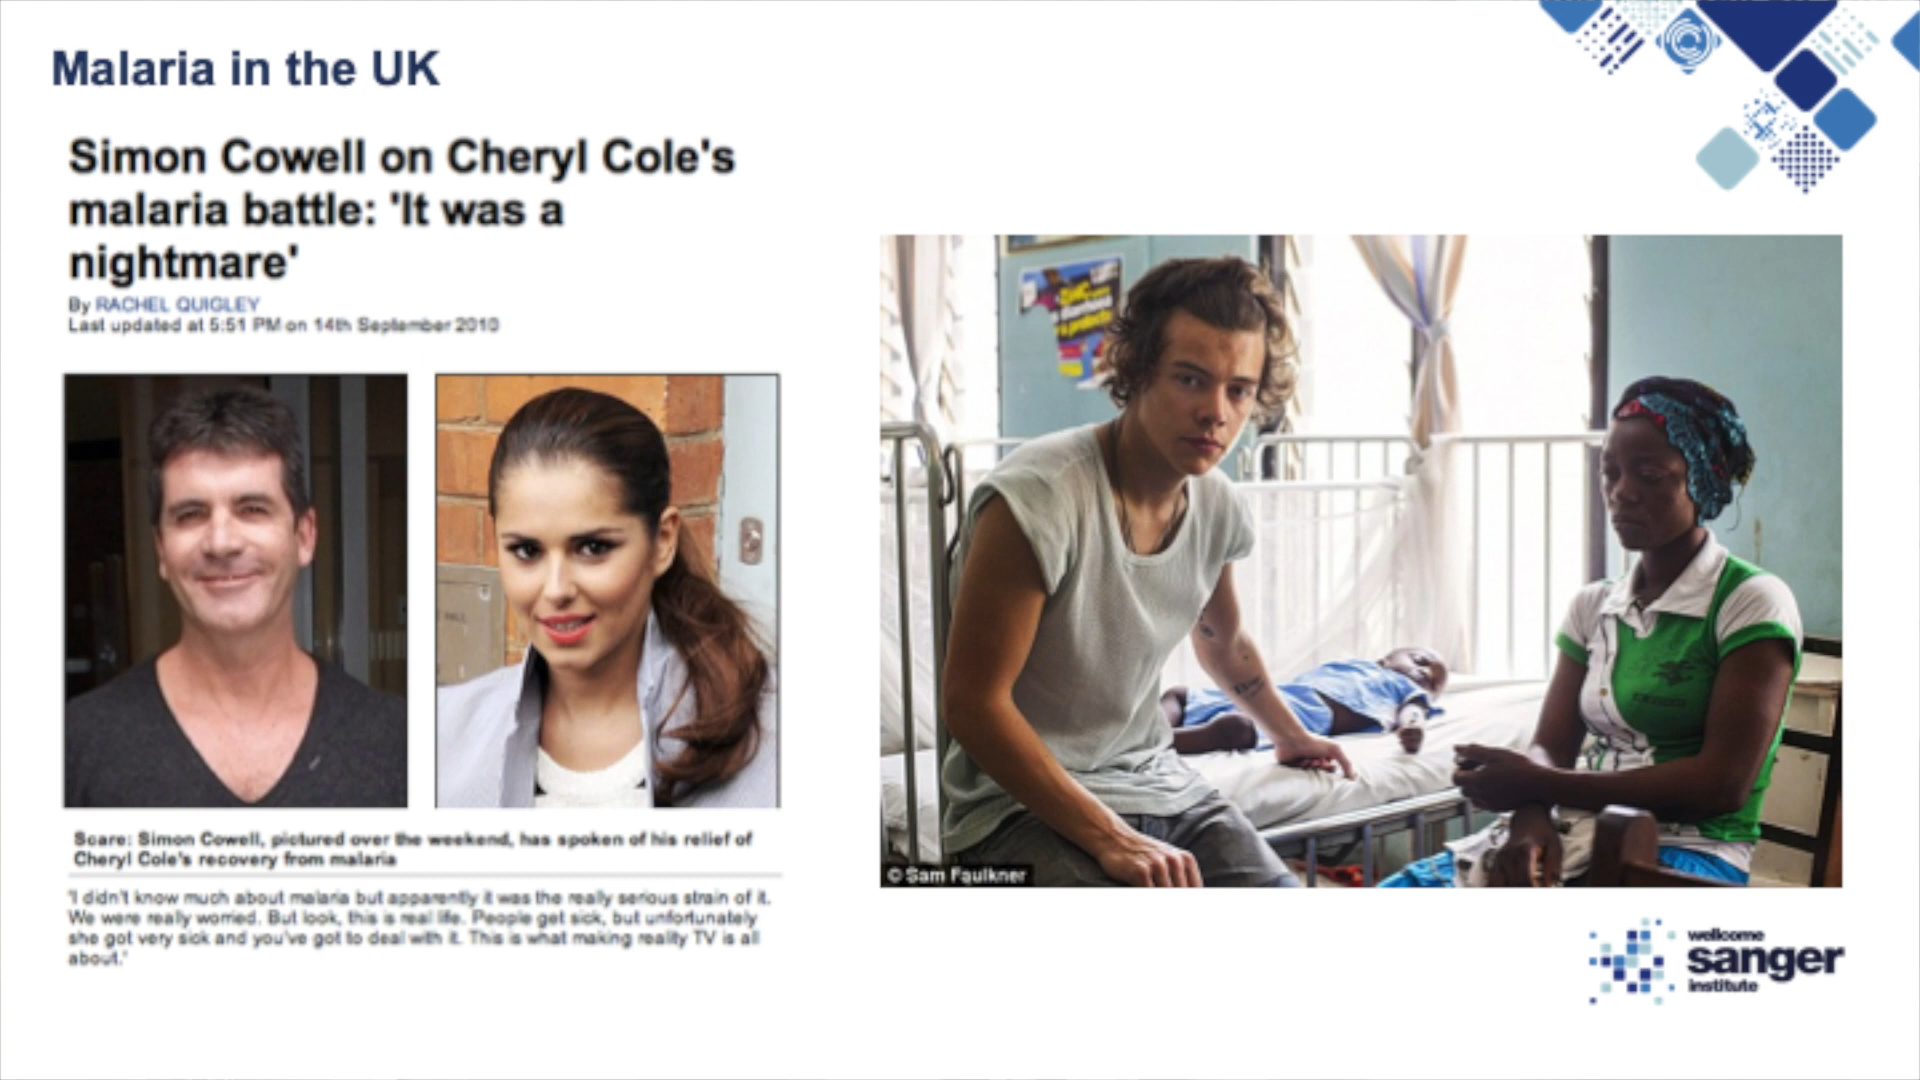 Malaria in the UK
Simon Cowell on Cheryl Cole's
malaria battle: 'It was a
nightmare'
By RACHEL QUIGLEY
Last updated at 5:51 PM on 14th September 2010
Scare: Simon Cowell, pictured over the weekend, has spoken of his relief of
Cheryl Cole's recovery from malaria
'I didn't know much about malaria but apparently it was the really serious strain of it.
We were really worried. But look, this is real life. People get sick, but unfortunately
she got very sick and you've got to deal with it. This is what making reality TV is all
about.'
© Sam Faulkner
wellcome
sanger
institute